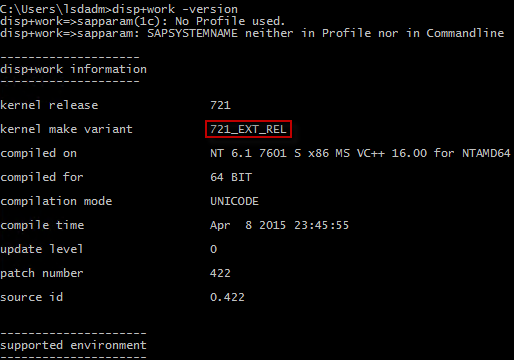 C:\Users\lsdadm>disp+work -version
disp+work=>sapparam(1c): No Profile used.
disp+work=>sapparam: SAPSYSTEMNAME neither in Profile nor in Commandline
--------------------
disp+work information
--------------------
kernel release 721
kernel make variant 721_EXT_REL
compiled on NT 6.1 7601 S x86 MS VC++ 16.00 for NTAMD64
compiled for 64 BIT
compilation mode UNICODE
compile time Apr  8 2015 23:45:55
update level 0
patch number 422
source id 0.422
---------------------
supported environment
---------------------